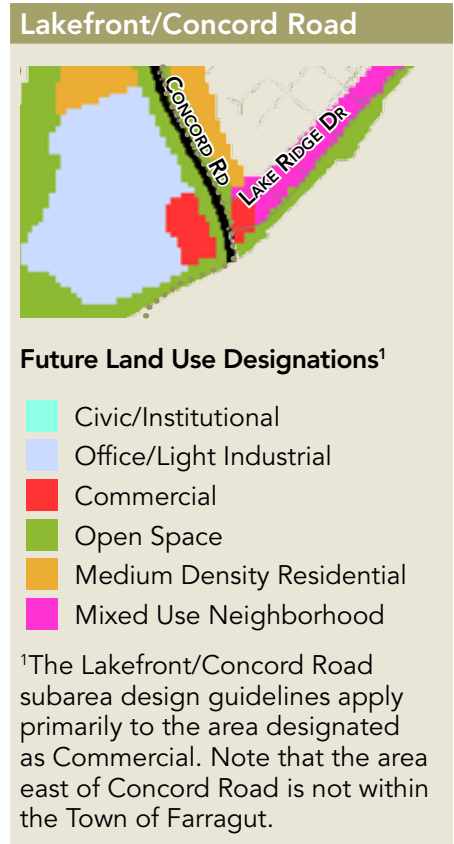 Lakefront/Concord Road
CONCORD RD
LAKE RIDGE DR
Future Land Use Designations¹
Civic/Institutional
Office/Light Industrial
Commercial
Open Space
Medium Density Residential
Mixed Use Neighborhood
¹The Lakefront/Concord Road
subarea design guidelines apply
primarily to the area designated
as Commercial. Note that the area
east of Concord Road is not within
the Town of Farragut.